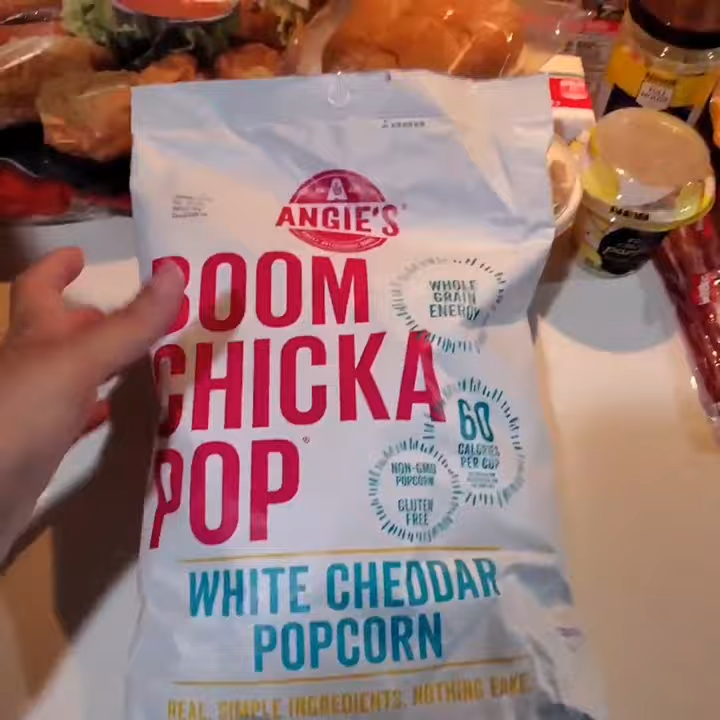 ANGIE'S
BOOM
CHICKA
POP
WHOLE
GRAIN
ENERGY
60
CALORIES
PER CUP
NON-GMO
POPCORN
GLUTEN
FREE
WHITE CHEDDAR
POPCORN
REAL, SIMPLE INGREDIENTS. NOTHING FAKE.
NEW